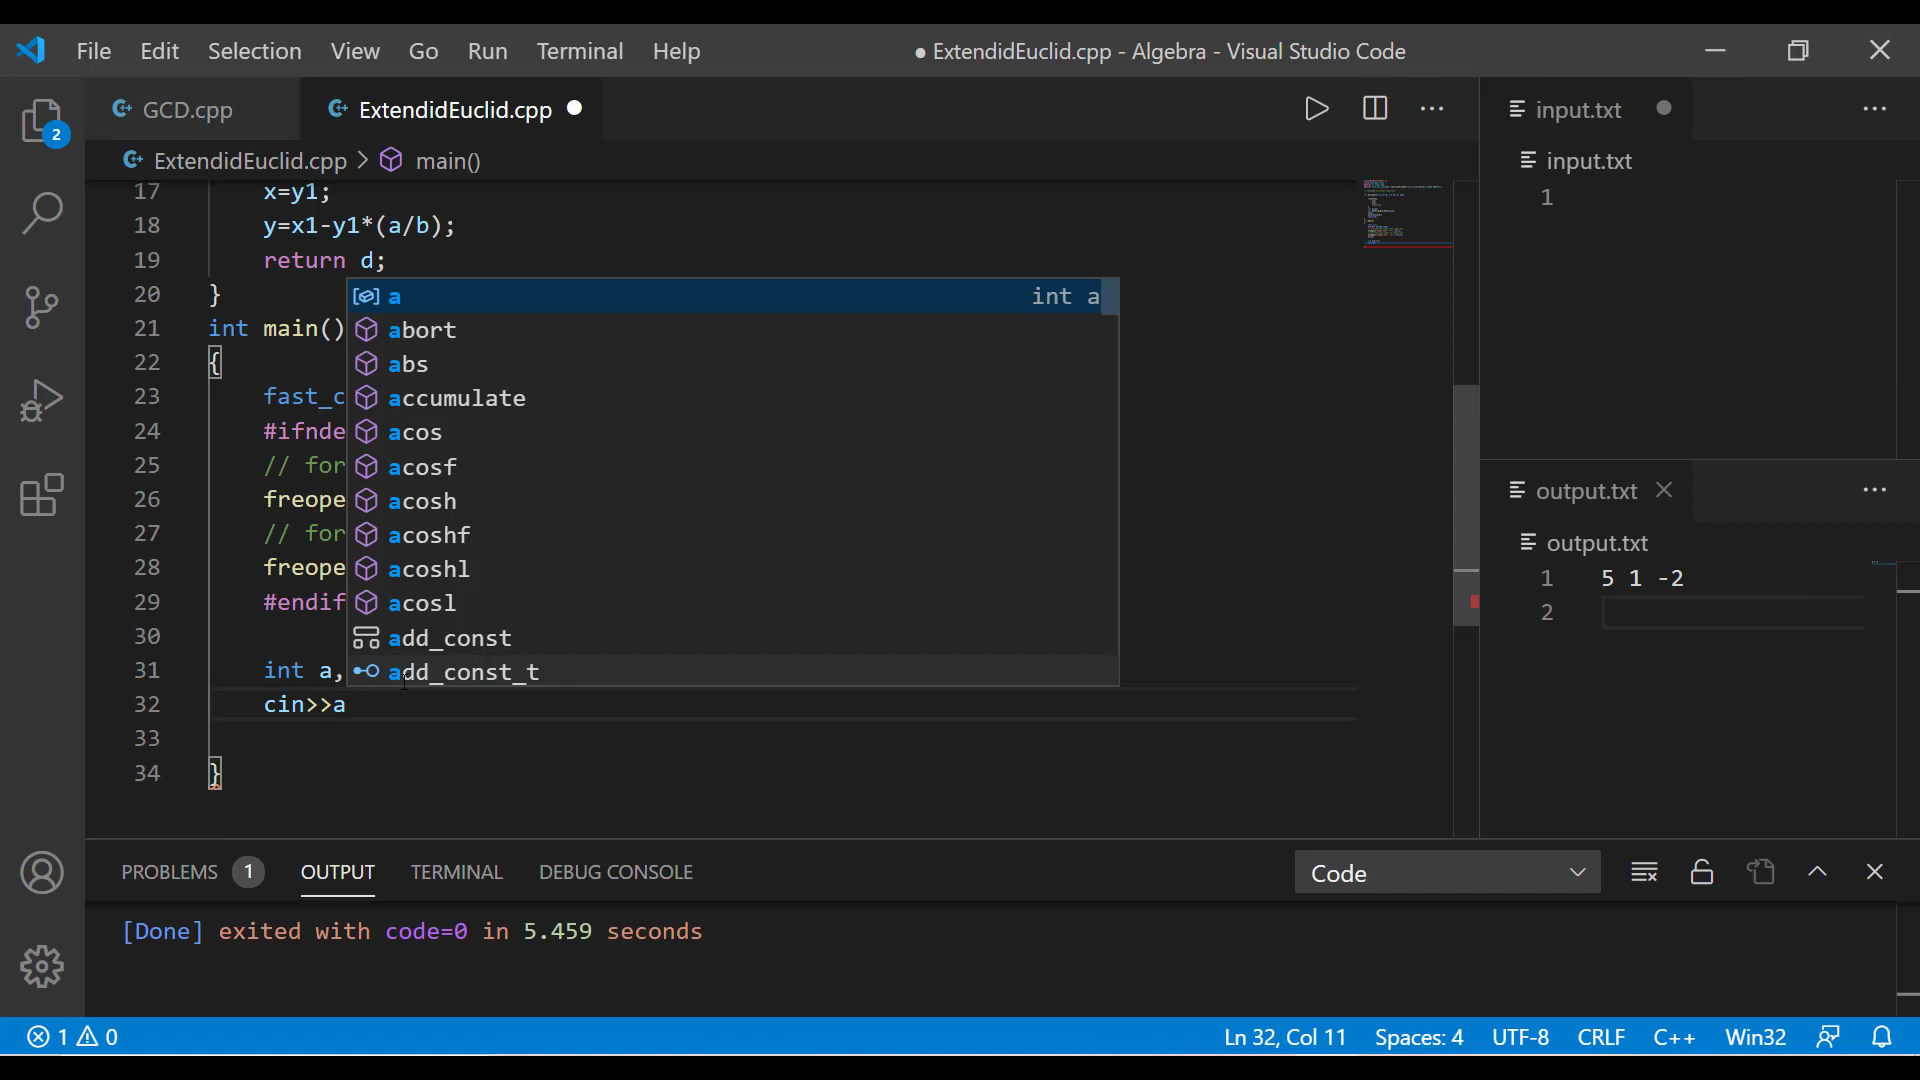 File Edit Selection View Go Run Terminal Help ● ExtendidEuclid.cpp - Algebra - Visual Studio Code
GCD.cpp ExtendidEuclid.cpp
ExtendidEuclid.cpp > main()
17 x=y1;
18 y=x1-y1*(a/b);
19 return d;
20 }
21 int main()
22 {
23 fast_c
24 #ifnde
25 // for
26 freope
27 // for
28 freope
29 #endif
30
31 int a,
32 cin>>a
33
34 }
a int a
abort
abs
accumulate
acos
acosf
acosh
acoshf
acoshl
acosl
add_const
add_const_t
input.txt
input.txt
1
output.txt
output.txt
1 5 1 -2
2
2
PROBLEMS 1 OUTPUT TERMINAL DEBUG CONSOLE Code
[Done] exited with code=0 in 5.459 seconds
1 0 Ln 32, Col 11 Spaces: 4 UTF-8 CRLF C++ Win32